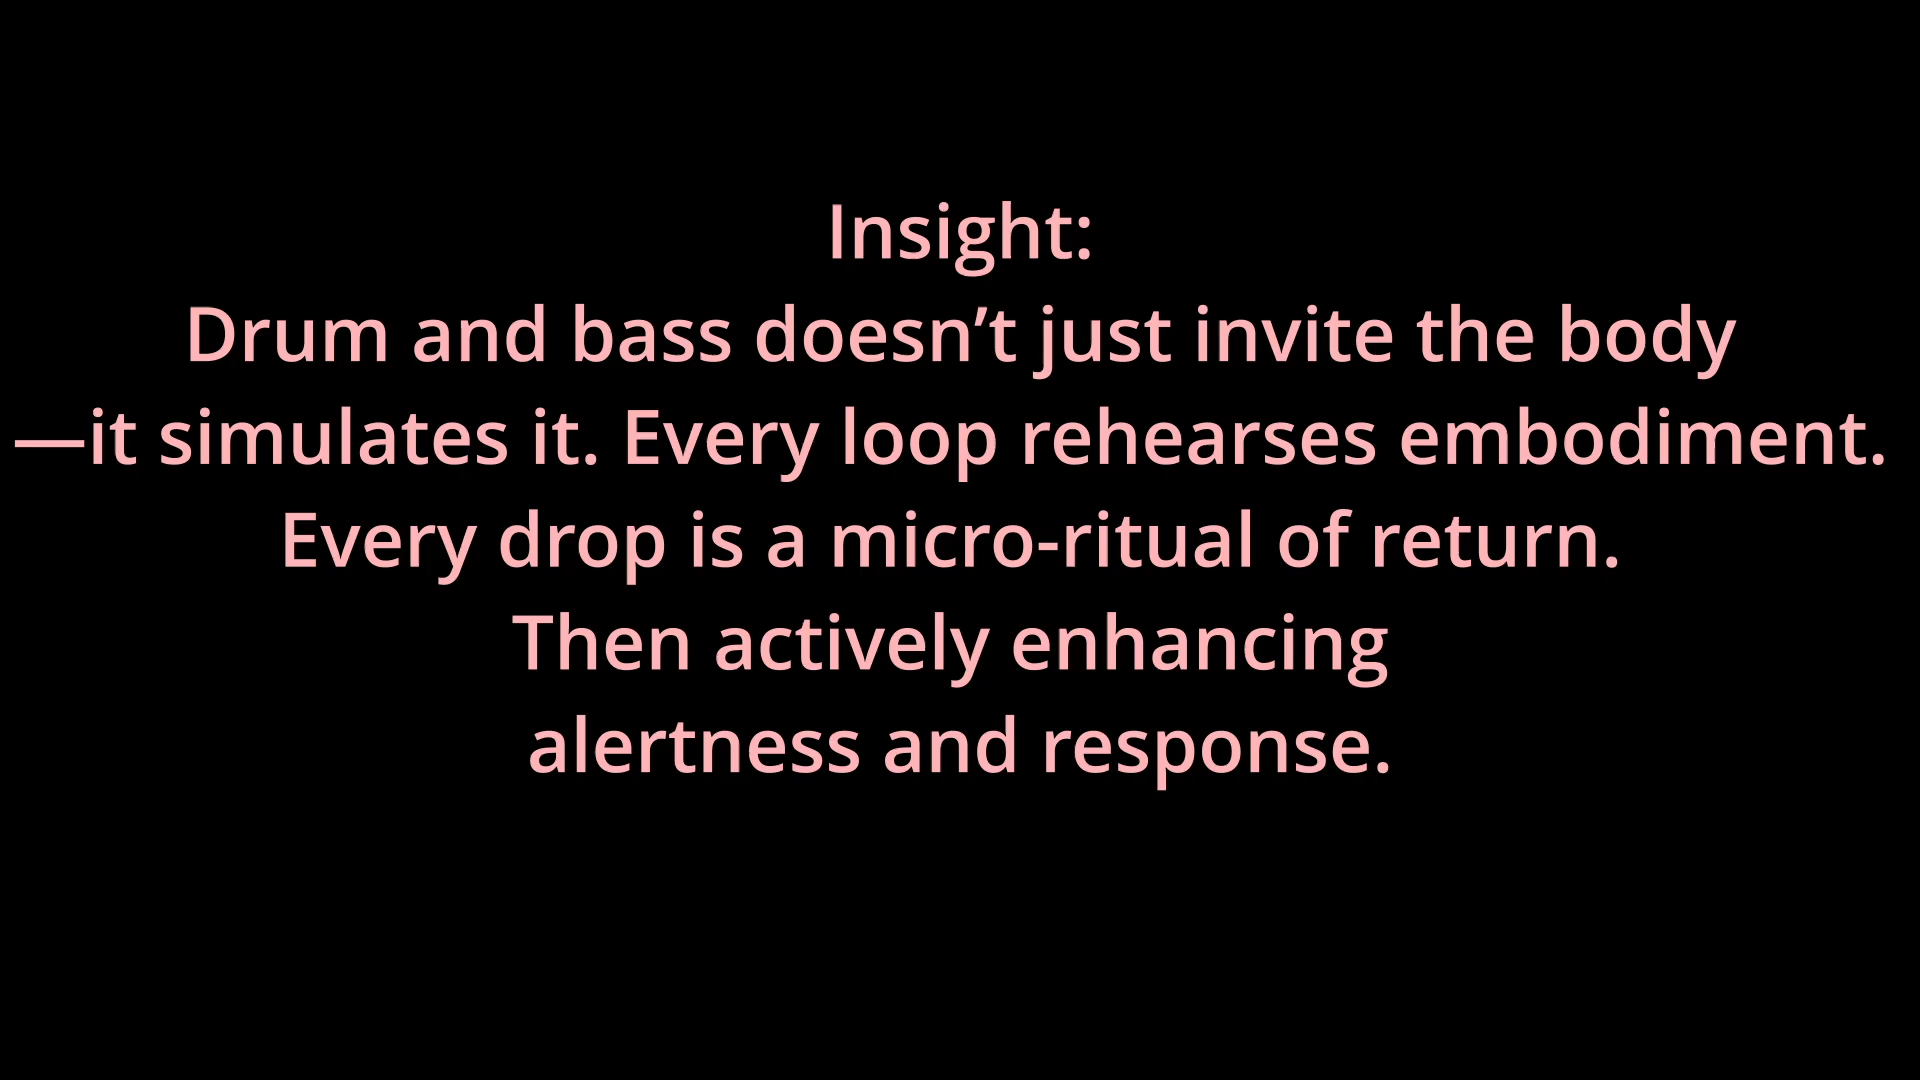 Insight:
Drum and bass doesn’t just invite the body
—it simulates it. Every loop rehearses embodiment.
Every drop is a micro-ritual of return.
Then actively enhancing
alertness and response.